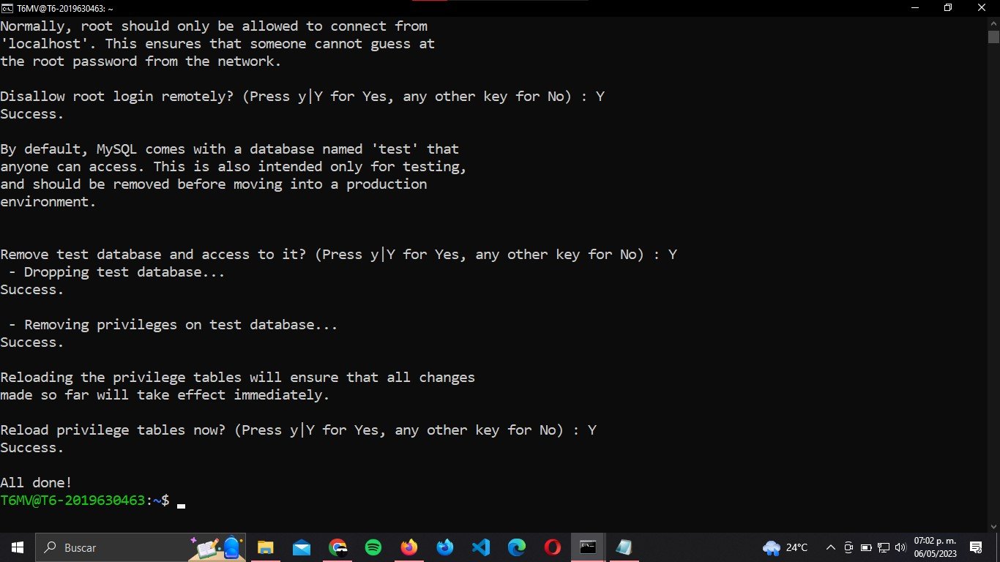 T6MV@T6-2019630463: ~
Normally, root should only be allowed to connect from
'localhost'. This ensures that someone cannot guess at
the root password from the network.
Disallow root login remotely? (Press y|Y for Yes, any other key for No) : Y
Success.
By default, MySQL comes with a database named 'test' that
anyone can access. This is also intended only for testing,
and should be removed before moving into a production
environment.
Remove test database and access to it? (Press y|Y for Yes, any other key for No) : Y
 - Dropping test database...
Success.
 - Removing privileges on test database...
Success.
Reloading the privilege tables will ensure that all changes
made so far will take effect immediately.
Reload privilege tables now? (Press y|Y for Yes, any other key for No) : Y
Success.
All done!
T6MV@T6-2019630463:~$
Buscar
24°C
07:02 p. m.
06/05/2023